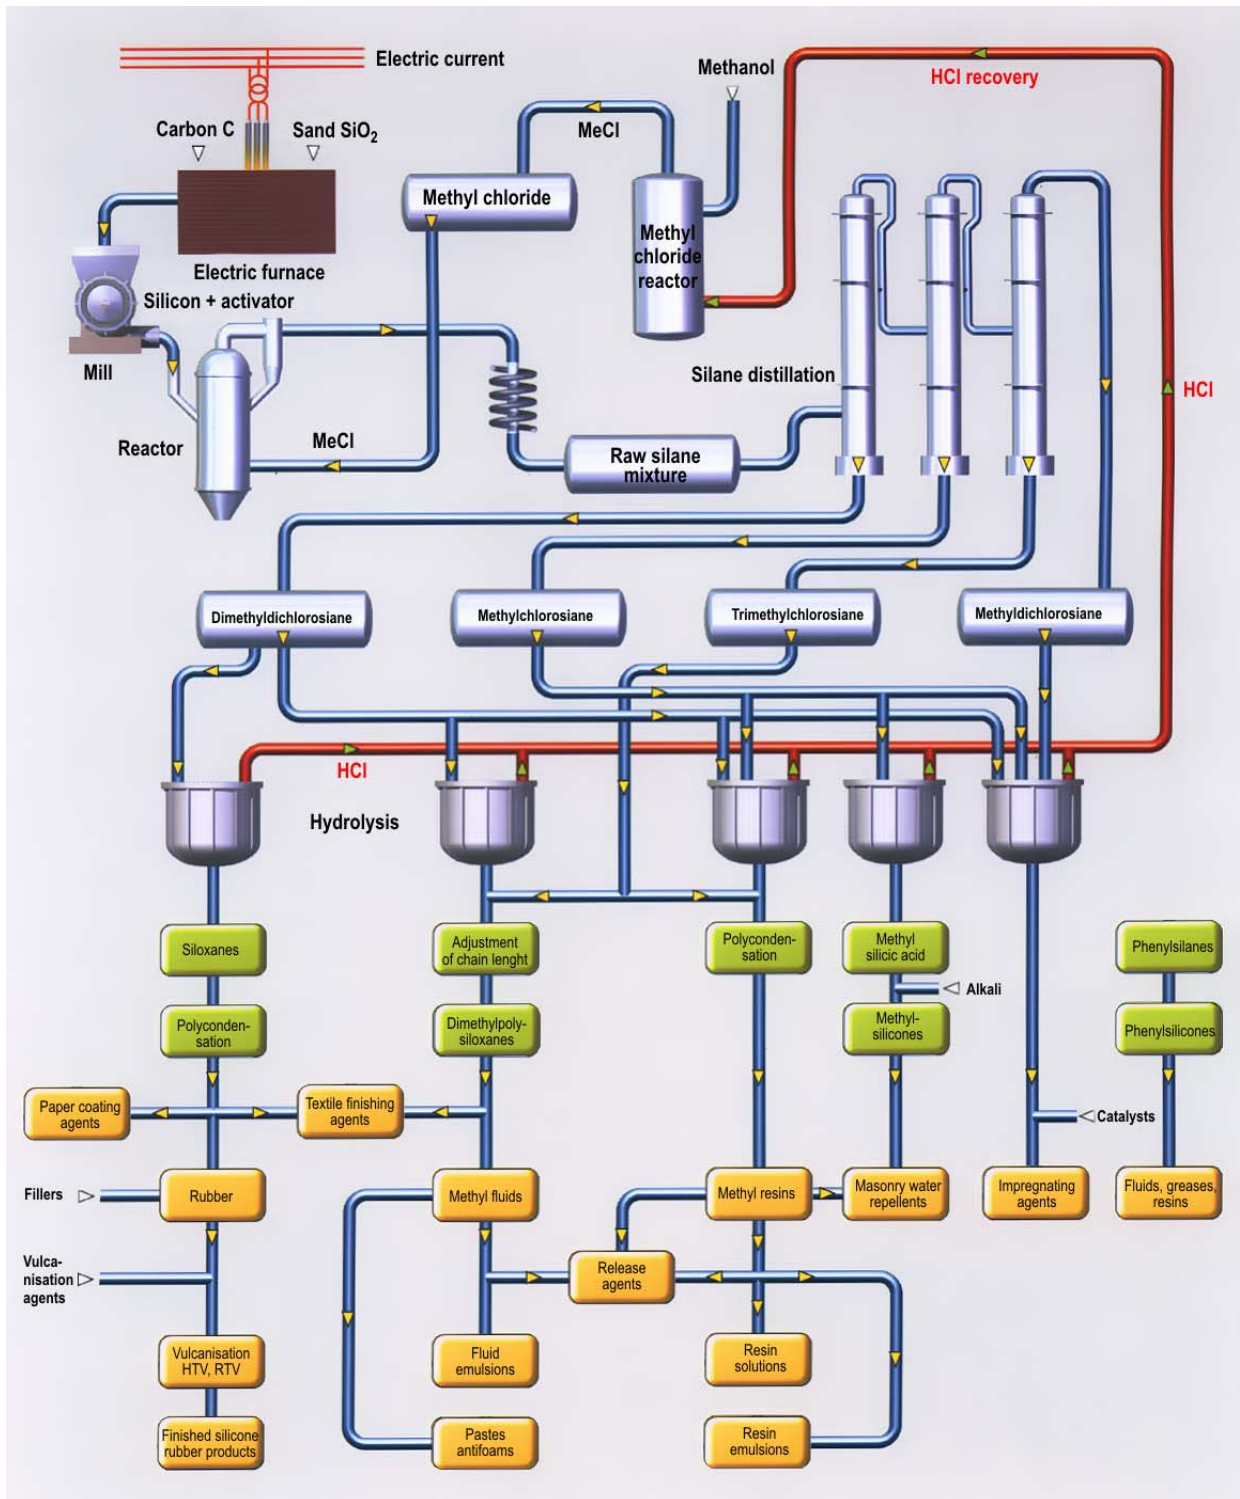 Electric current
Methanol
HCl recovery
MeCl
Carbon C
Sand SiO2
Methyl chloride
Methyl
chloride
reactor
Electric furnace
Silicon + activator
Mill
Silane distillation
HCl
Reactor
MeCl
Raw silane
mixture
Dimethyldichlorosiane
Methylchlorosiane
Trimethylchlorosiane
Methyldichlorosiane
HCl
Hydrolysis
Siloxanes
Adjustment
of chain lenght
Polyconden-
sation
Methyl
silicic acid
Phenylsilanes
Alkali
Polyconden-
sation
Dimethylpoly-
siloxanes
Methyl-
silicones
Phenylsilicones
Paper coating
agents
Textile finishing
agents
Catalysts
Fillers
Rubber
Methyl fluids
Methyl resins
Masonry water
repellents
Impregnating
agents
Fluids, greases,
resins
Vulca-
nisation
agents
Release
agents
Vulcanisation
HTV, RTV
Fluid
emulsions
Resin
solutions
Finished silicone
rubber products
Pastes
antifoams
Resin
emulsions